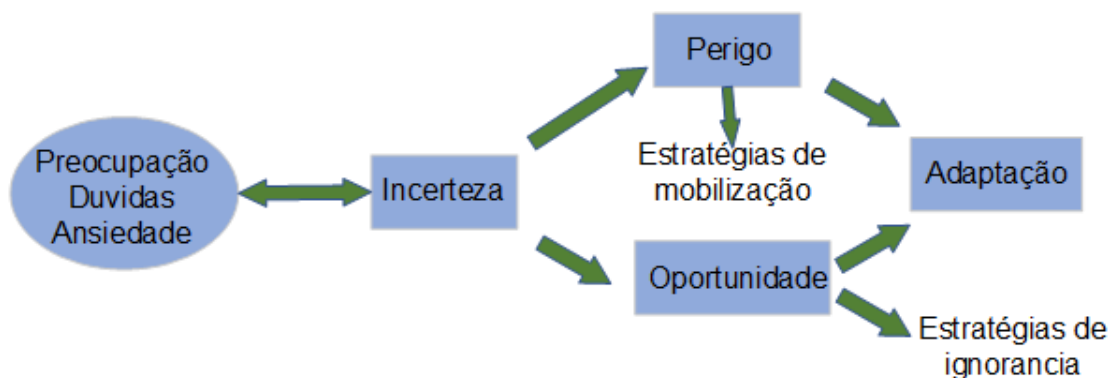 Perigo
Preocupação
Duvidas
Ansiedade
Incerteza
Estratégias de
mobilização
Adaptação
Oportunidade
Estratégias de
ignorancia